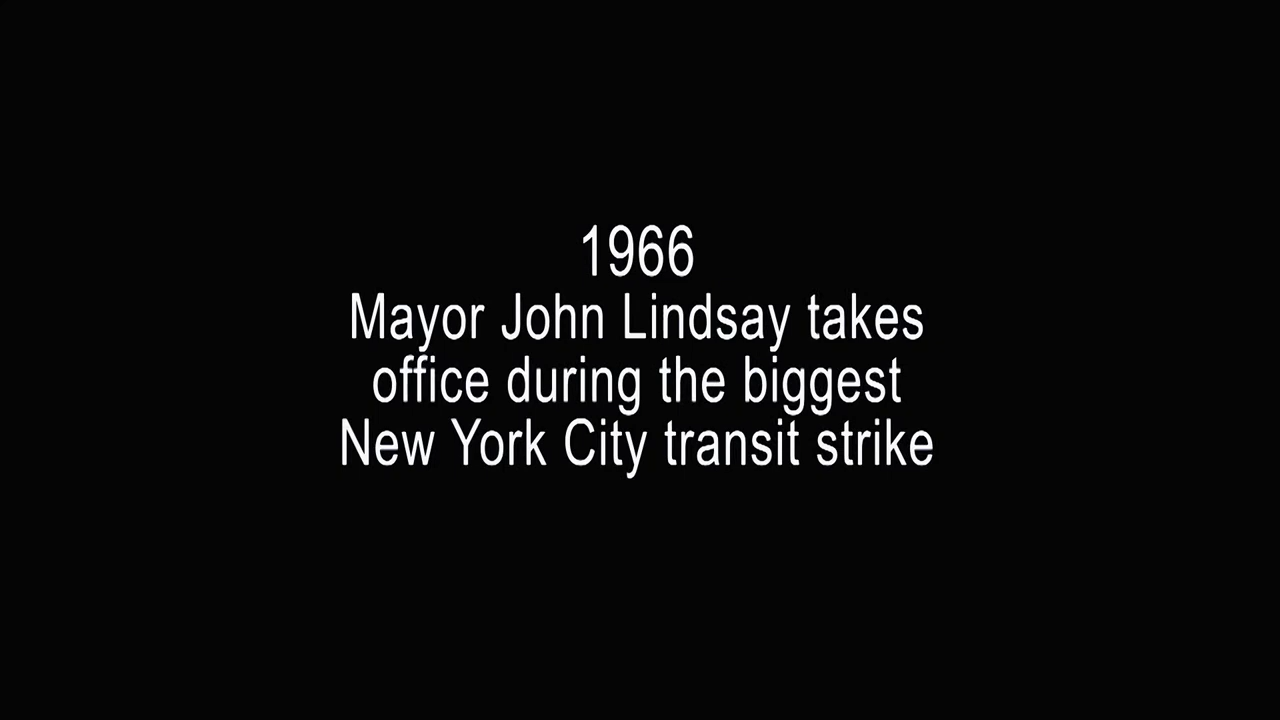 1966
Mayor John Lindsay takes
office during the biggest
New York City transit strike